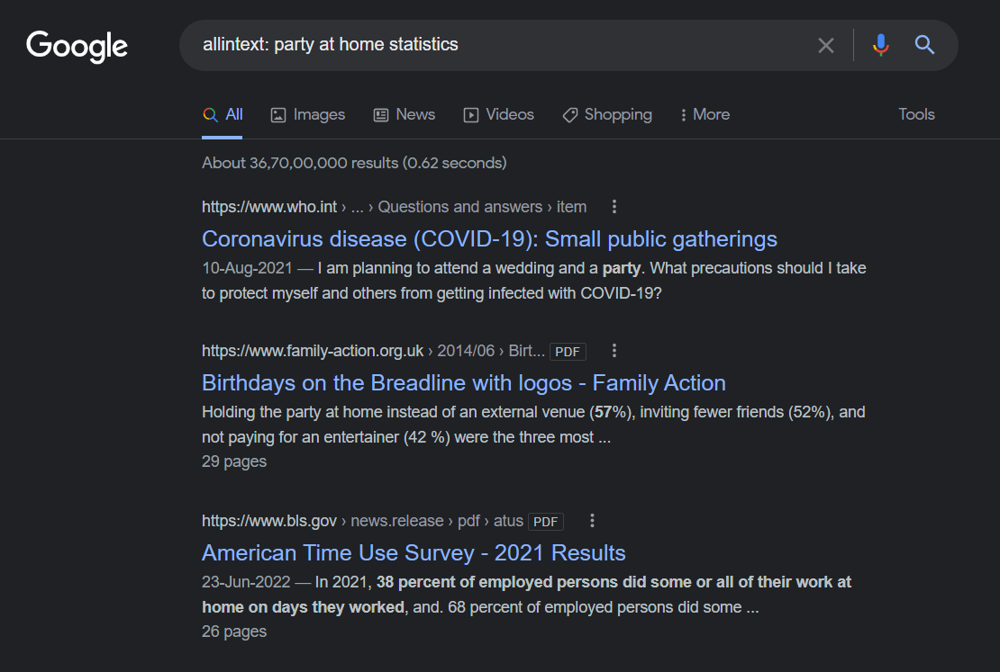 Google
allintext: party at home statistics
All Images News Videos Shopping More Tools
About 36,70,00,000 results (0.62 seconds)
https://www.who.int › ... › Questions and answers › item
Coronavirus disease (COVID-19): Small public gatherings
10-Aug-2021 — I am planning to attend a wedding and a party. What precautions should I take
to protect myself and others from getting infected with COVID-19?
https://www.family-action.org.uk › 2014/06 › Birt... PDF
Birthdays on the Breadline with logos - Family Action
Holding the party at home instead of an external venue (57%), inviting fewer friends (52%), and
not paying for an entertainer (42 %) were the three most ...
29 pages
https://www.bls.gov › news.release › pdf › atus PDF
American Time Use Survey - 2021 Results
23-Jun-2022 — In 2021, 38 percent of employed persons did some or all of their work at
home on days they worked, and. 68 percent of employed persons did some ...
26 pages